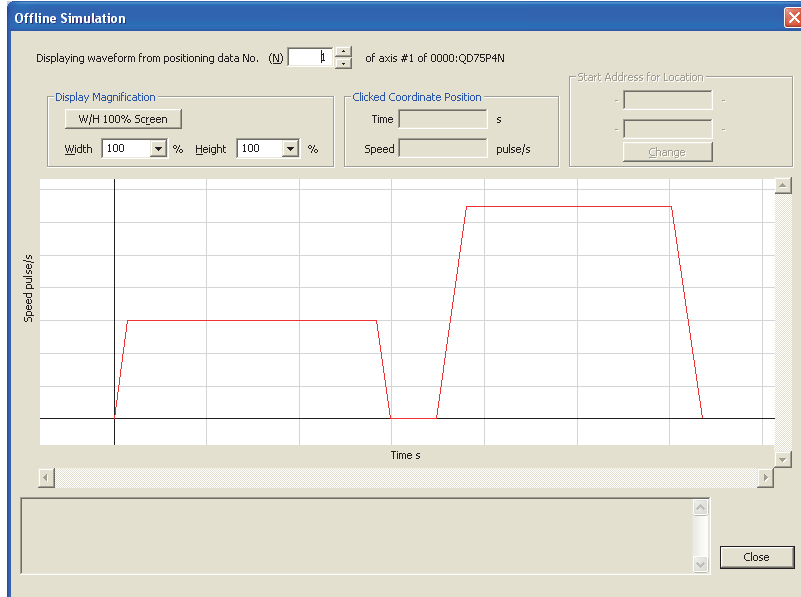 Offline Simulation
Displaying waveform from positioning data No. (N) 1 of axis #1 of 0000:QD75P4N
Start Address for Location
Display Magnification
Clicked Coordinate Position
W/H 100% Screen
Time s
- -
Width 100 % Height 100 %
Speed pulse/s
- -
Change
Speed pulse/s
Time s
Close